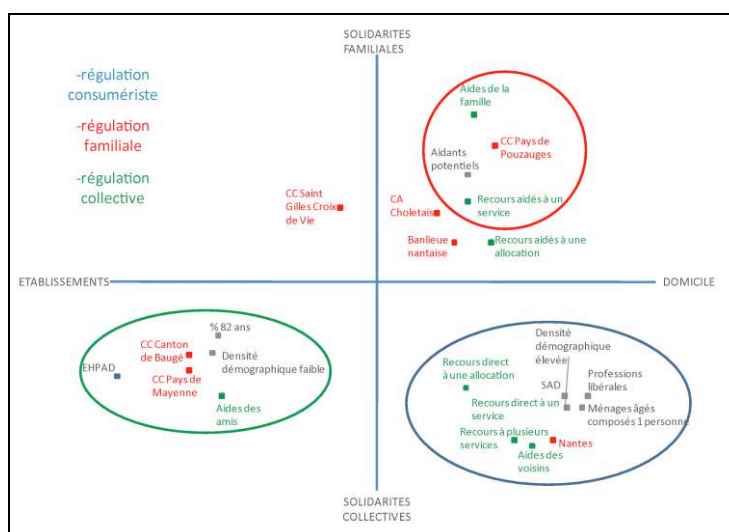 SOLIDARITES
FAMILIALES
-régulation
consumériste
-régulation
familiale
-régulation
collective
Aides de la
famille
CC Pays de
Pouzauges
Aidants
potentiels
CC Saint
Gilles Croix
de Vie
CA
Choletais
Recours aidés à un
service
Banlieue
nantaise
Recours aidés à une
allocation
ETABLISSEMENTS
DOMICILE
% 82 ans
CC Canton
de Baugé
Densité
démographique faible
EHPAD
CC Pays de
Mayenne
Aides des
amis
Densité
démographique
élevée
Recours direct
à une allocation
Professions
libérales
SAD
Recours direct à un
service
Ménages âgés
composés 1 personne
Recours à plusieurs
services
Nantes
Aides des
voisins
SOLIDARITES
COLLECTIVES